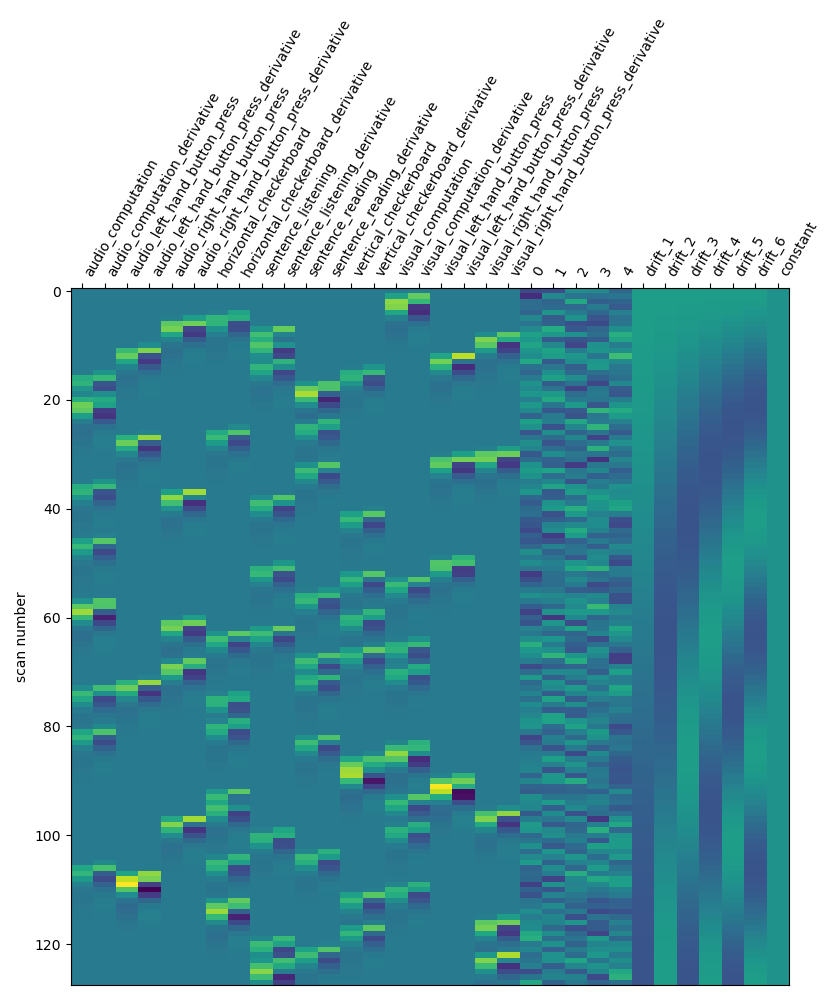 audio_computation
audio_computation_derivative
audio_left_hand_button_press
audio_left_hand_button_press_derivative
audio_right_hand_button_press
audio_right_hand_button_press_derivative
horizontal_checkerboard
horizontal_checkerboard_derivative
sentence_listening
sentence_listening_derivative
sentence_reading
sentence_reading_derivative
vertical_checkerboard
vertical_checkerboard_derivative
visual_computation
visual_computation_derivative
visual_left_hand_button_press
visual_left_hand_button_press_derivative
visual_right_hand_button_press
visual_right_hand_button_press_derivative
0
1
2
3
4
drift_1
drift_2
drift_3
drift_4
drift_5
drift_6
constant
0
20
40
60
80
100
120
scan number